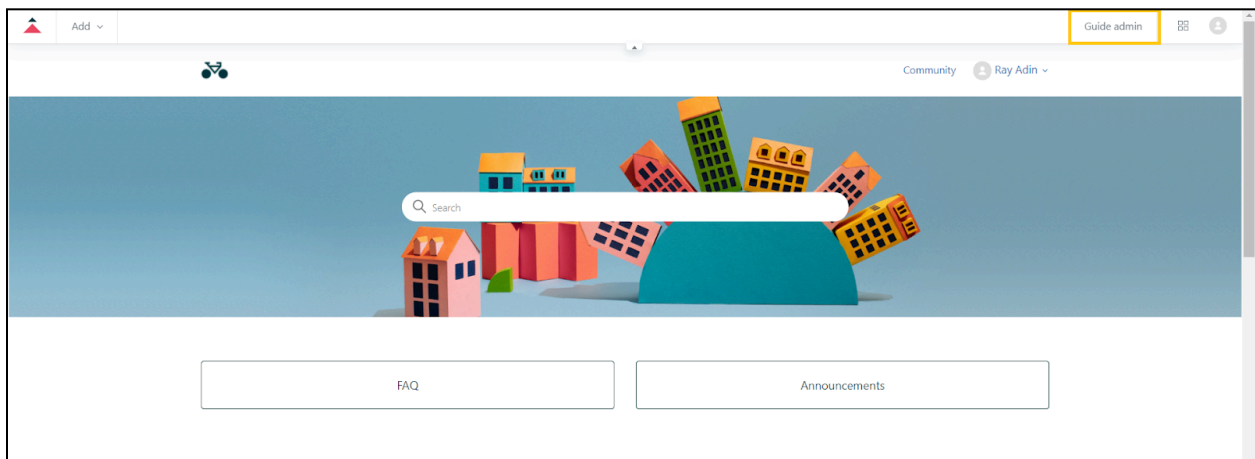 Add
Guide admin
Community
Ray Adin
Search
FAQ
Announcements